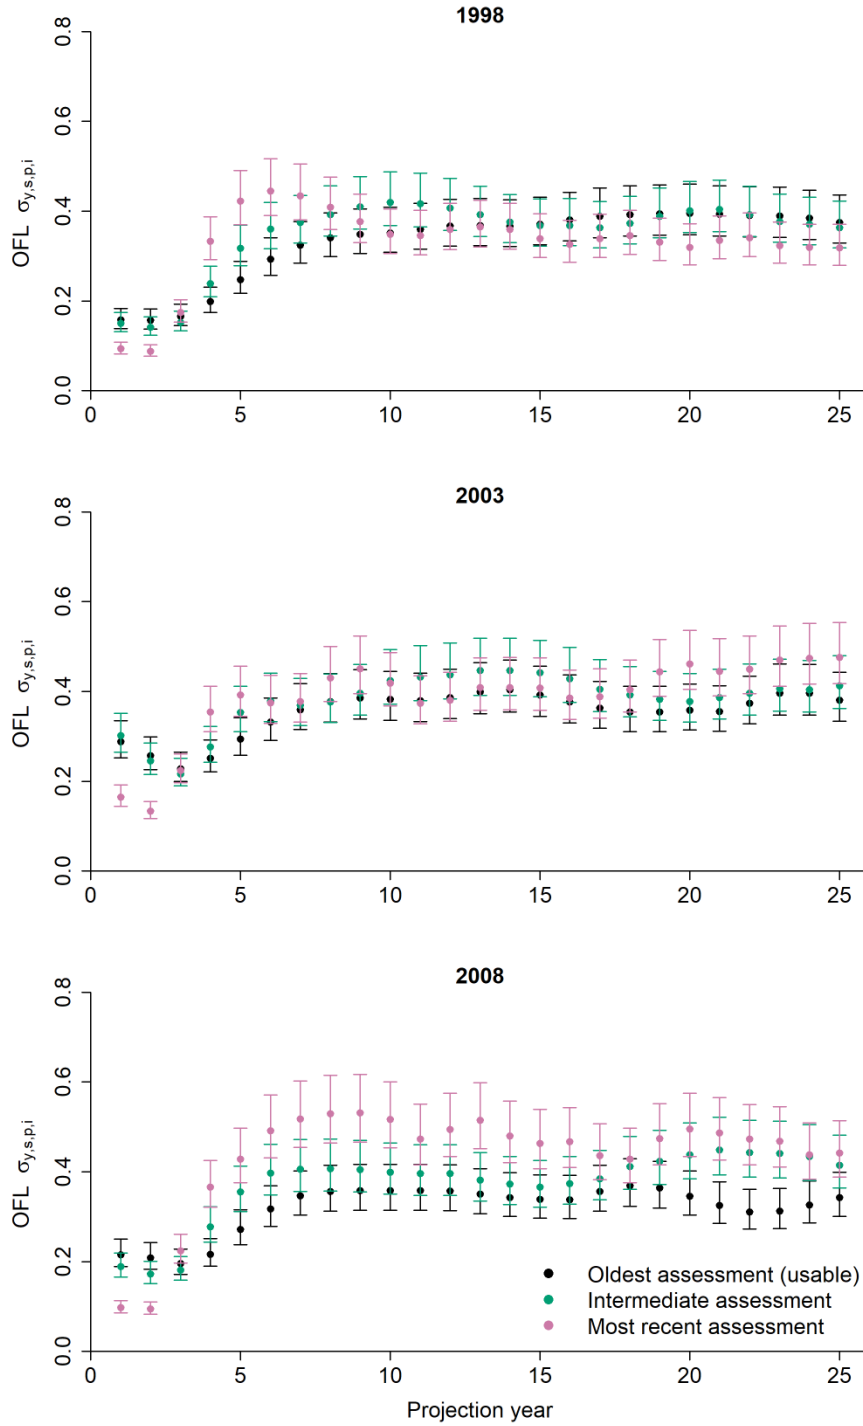 1998
0.8
0.6
0.4
0.2
0.0
OFL σy,s,p,i
0 5 10 15 20 25
2003
0.8
0.6
0.4
0.2
0.0
OFL σy,s,p,i
0 5 10 15 20 25
2008
0.8
0.6
0.4
0.2
0.0
OFL σy,s,p,i
Oldest assessment (usable)
Intermediate assessment
Most recent assessment
0 5 10 15 20 25
Projection year